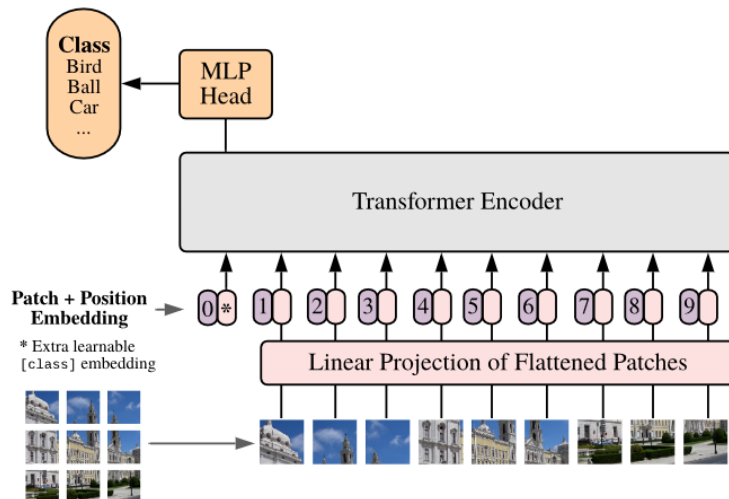 Class
Bird
Ball
Car
...
MLP
Head
Transformer Encoder
Patch + Position
Embedding
0 * 1 2 3 4 5 6 7 8 9
* Extra learnable
[class] embedding
Linear Projection of Flattened Patches